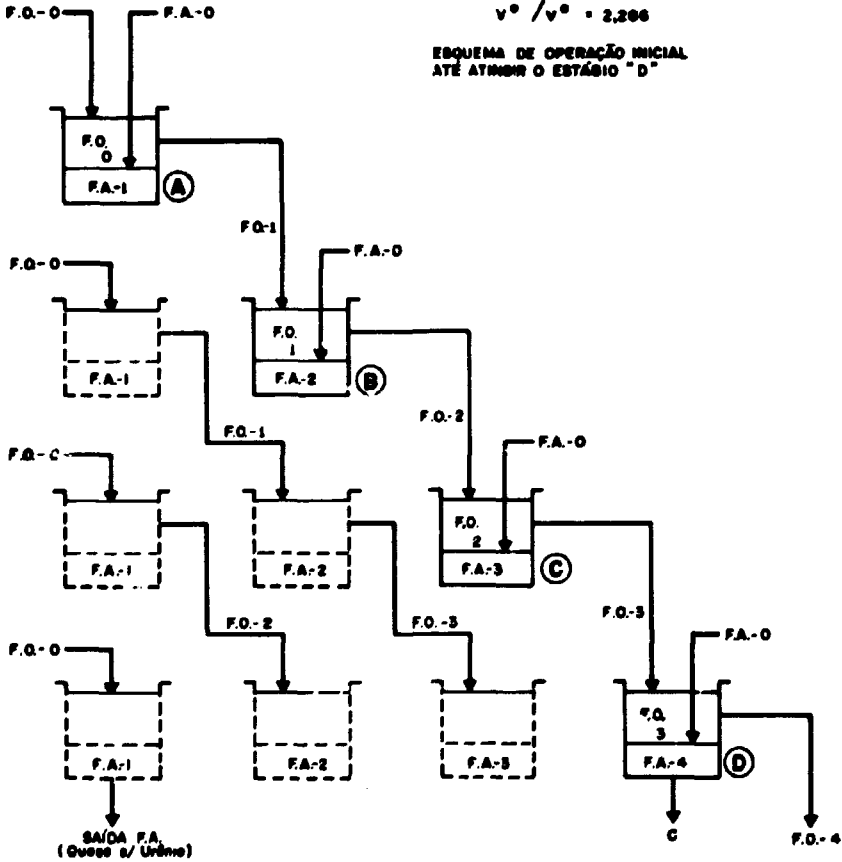 F.O.-0
F.A.-0
V° / V° = 2,286
ESQUEMA DE OPERAÇÃO INICIAL
ATÉ ATINGIR O ESTÁGIO "D"
F.O.
0
F.A.-1
A
F.O.-1
F.A.-0
F.O.-0
F.O.
1
F.A.-1
F.A.-2
B
F.O.-2
F.O.-1
F.A.-0
F.O.-
F.O.
2
F.A.-1
F.A.-2
F.A.-3
C
F.O.-3
F.O.-2
F.O.-3
F.A.-0
F.O.-0
F.O.
3
F.A.-1
F.A.-2
F.A.-3
F.A.-4
D
SAÍDA F.A.
(Quase s/ Urânio)
C
F.O.-4